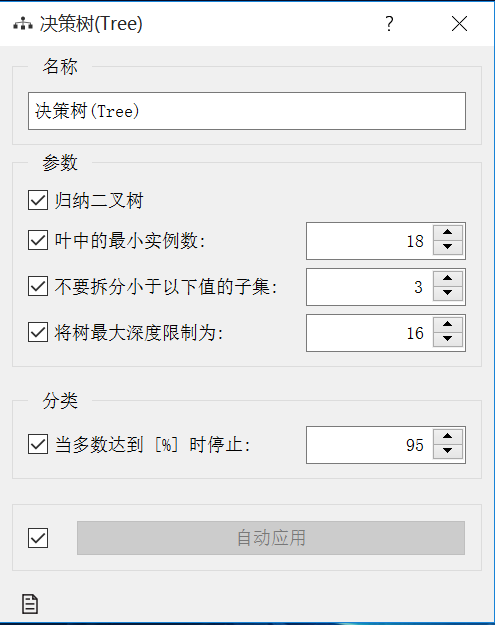 决策树(Tree)
名称
决策树(Tree)
参数
归纳二叉树
叶中的最小实例数: 18
不要拆分小于以下值的子集: 3
将树最大深度限制为: 16
分类
当多数达到 [%] 时停止: 95
自动应用